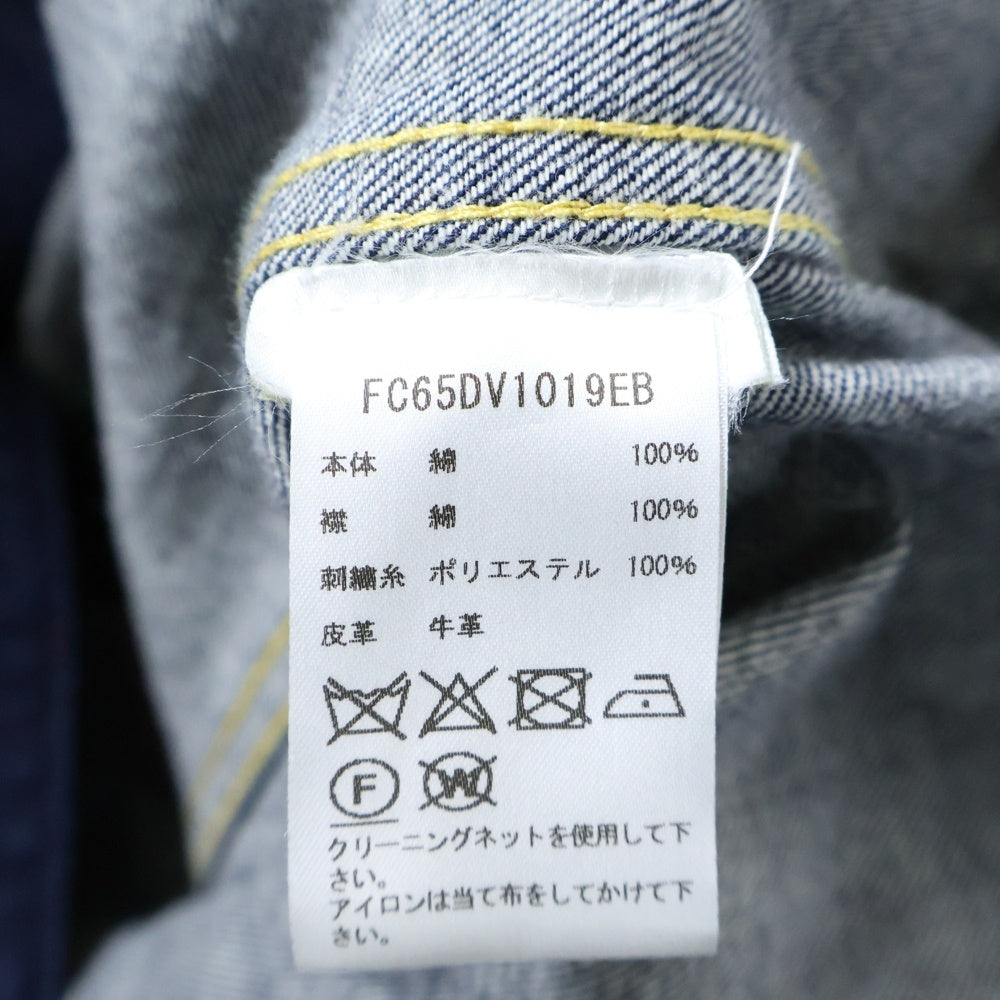 FC65DV1019EB
本体 綿 100%
襟 綿 100%
刺繍糸 ポリエステル 100%
皮革 牛革
F W
クリーニングネットを使用して下
さい。
アイロンは当て布をしてかけて下
さい。